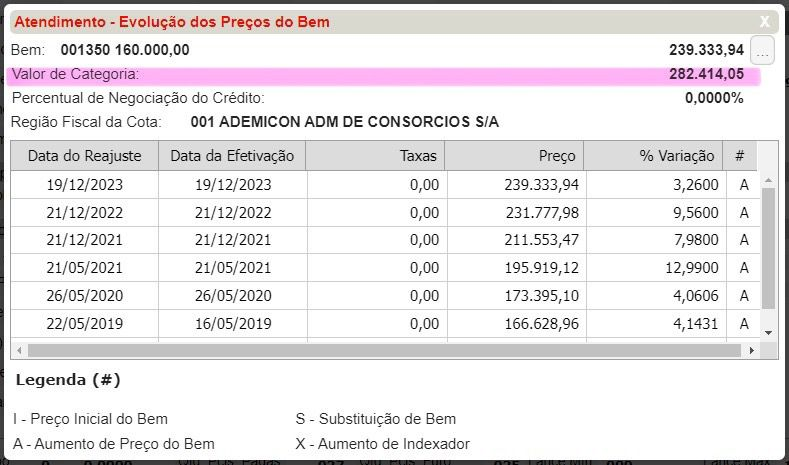 Atendimento - Evolução dos Preços do Bem X
Bem: 001350 160.000,00 239.333,94 ...
Valor de Categoria: 282.414,05
Percentual de Negociação do Crédito: 0,0000%
Região Fiscal da Cota: 001 ADEMICON ADM DE CONSORCIOS S/A
Data do Reajuste Data da Efetivação Taxas Preço % Variação #
19/12/2023 19/12/2023 0,00 239.333,94 3,2600 A
21/12/2022 21/12/2022 0,00 231.777,98 9,5600 A
21/12/2021 21/12/2021 0,00 211.553,47 7,9800 A
21/05/2021 21/05/2021 0,00 195.919,12 12,9900 A
26/05/2020 26/05/2020 0,00 173.395,10 4,0606 A
22/05/2019 16/05/2019 0,00 166.628,96 4,1431 A
Legenda (#)
I - Preço Inicial do Bem S - Substituição de Bem
A - Aumento de Preço do Bem X - Aumento de Indexador